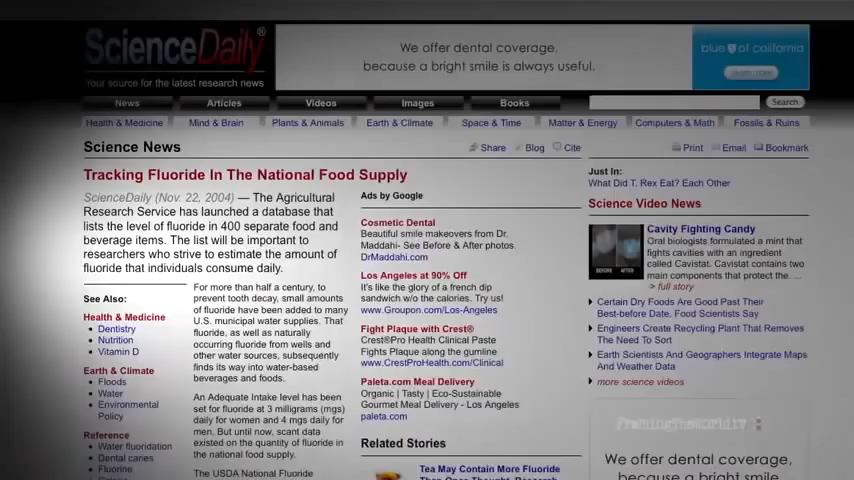 ScienceDaily®
Your source for the latest research news
We offer dental coverage,
because a bright smile is always useful.
blue of california
News Articles Videos Images Books
Search
Health & Medicine Mind & Brain Plants & Animals Earth & Climate Space & Time Matter & Energy Computers & Math Fossils & Ruins
Science News
Share Blog Cite
Print Email Bookmark
Tracking Fluoride In The National Food Supply
ScienceDaily (Nov. 22, 2004) — The Agricultural
Research Service has launched a database that
lists the level of fluoride in 400 separate food and
beverage items. The list will be important to
researchers who strive to estimate the amount of
fluoride that individuals consume daily.
See Also:
Health & Medicine
Dentistry
Nutrition
Vitamin D
Earth & Climate
Floods
Water
Environmental
Policy
Reference
Water fluoridation
Dental caries
Fluorine
For more than half a century, to
prevent tooth decay, small amounts
of fluoride have been added to many
U.S. municipal water supplies. That
fluoride, as well as naturally
occurring fluoride from wells and
other water sources, subsequently
finds its way into water-based
beverages and foods.
An Adequate Intake level has been
set for fluoride at 3 milligrams (mgs)
daily for women and 4 mgs daily for
men. But until now, scant data
existed on the quantity of fluoride in
the national food supply.
The USDA National Fluoride
Ads by Google
Cosmetic Dental
Beautiful smile makeovers from Dr.
Maddahi- See Before & After photos.
DrMaddahi.com
Los Angeles at 90% Off
It's like the glory of a french dip
sandwich w/o the calories. Try us!
www.Groupon.com/Los-Angeles
Fight Plaque with Crest®
Crest®Pro Health Clinical Paste
Fights Plaque along the gumline
www.CrestProHealth.com/Clinical
Paleta.com Meal Delivery
Organic | Tasty | Eco-Sustainable
Gourmet Meal Delivery - Los Angeles
paleta.com
Related Stories
Tea May Contain More Fluoride
Than Once Thought, Research
Just In:
What Did T. Rex Eat? Each Other
Science Video News
BEFORE AFTER
Cavity Fighting Candy
Oral biologists formulated a mint that
fights cavities with an ingredient
called Cavistat. Cavistat contains two
main components that protect the. ...
> full story
Certain Dry Foods Are Good Past Their
Best-before Date, Food Scientists Say
Engineers Create Recycling Plant That Removes
The Need To Sort
Earth Scientists And Geographers Integrate Maps
And Weather Data
more science videos
FramingTheWorld.tv
We offer dental coverage,
because a bright smile is